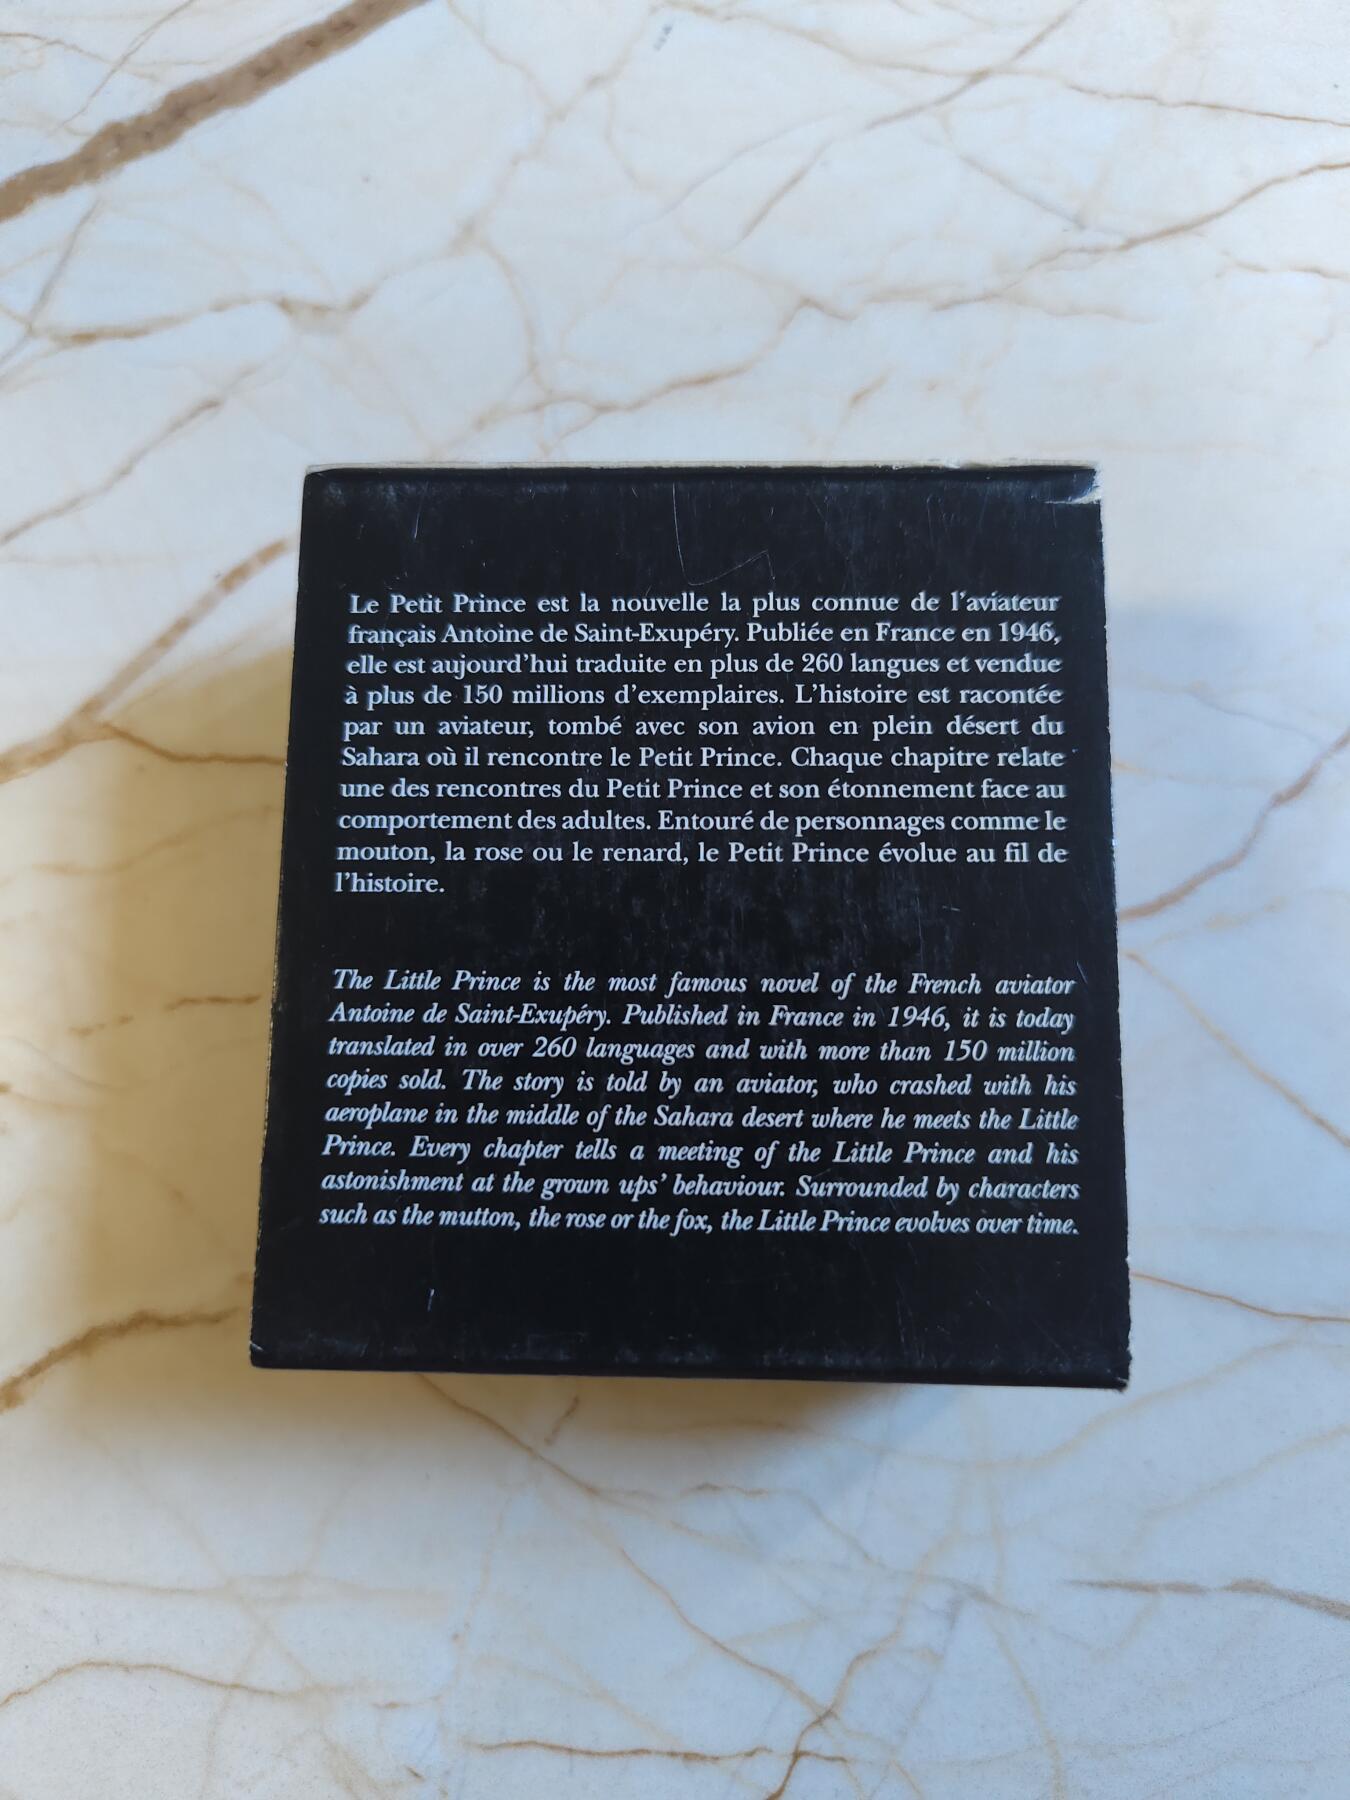 Le Petit Prince est la nouvelle la plus connue de l'aviateur
français Antoine de Saint-Exupéry. Publiée en France en 1946,
elle est aujourd'hui traduite en plus de 260 langues et vendue
à plus de 150 millions d'exemplaires. L'histoire est racontée
par un aviateur, tombé avec son avion en plein désert du
Sahara où il rencontre le Petit Prince. Chaque chapitre relate
une des rencontres du Petit Prince et son étonnement face au
comportement des adultes. Entouré de personnages comme le
mouton, la rose ou le renard, le Petit Prince évolue au fil de
l'histoire.
The Little Prince is the most famous novel of the French aviator
Antoine de Saint-Exupéry. Published in France in 1946, it is today
translated in over 260 languages and with more than 150 million
copies sold. The story is told by an aviator, who crashed with his
aeroplane in the middle of the Sahara desert where he meets the Little
Prince. Every chapter tells a meeting of the Little Prince and his
astonishment at the grown ups' behaviour. Surrounded by characters
such as the mutton, the rose or the fox, the Little Prince evolves over time.